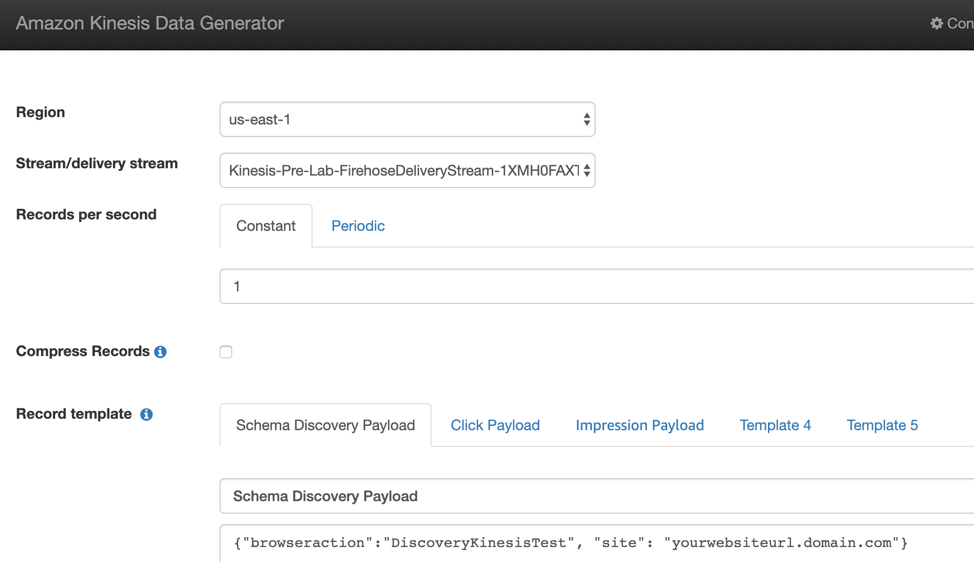 Amazon Kinesis Data Generator
Con
Region
us-east-1
Stream/delivery stream
Kinesis-Pre-Lab-FirehoseDeliveryStream-1XMH0FAXT
Records per second
Constant Periodic
1
Compress Records
Record template
Schema Discovery Payload Click Payload Impression Payload Template 4 Template 5
Schema Discovery Payload
{"browseraction":"DiscoveryKinesisTest", "site": "yourwebsiteurl.domain.com"}